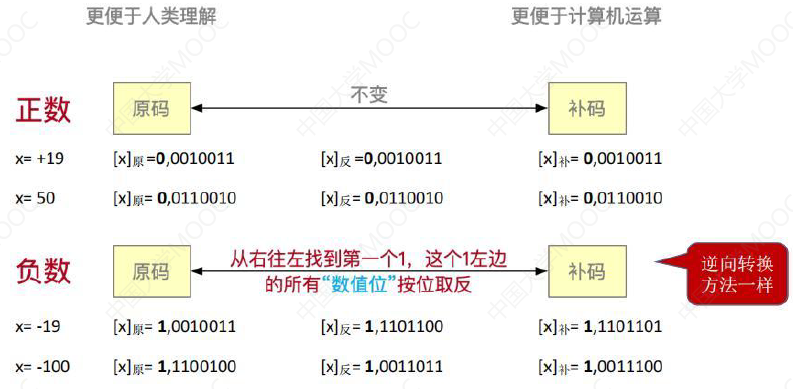 更便于人类理解 更便于计算机运算
正数 原码 不变 补码
x= +19 [x]原=0,0010011 [x]反=0,0010011 [x]补=0,0010011
x= 50 [x]原=0,0110010 [x]反=0,0110010 [x]补=0,0110010
负数 原码 从右往左找到第一个1，这个1左边 补码 逆向转换
的所有“数值位”按位取反 方法一样
x= -19 [x]原=1,0010011 [x]反=1,1101100 [x]补=1,1101101
x= -100 [x]原=1,1100100 [x]反=1,0011011 [x]补=1,0011100
中国大学MOOC